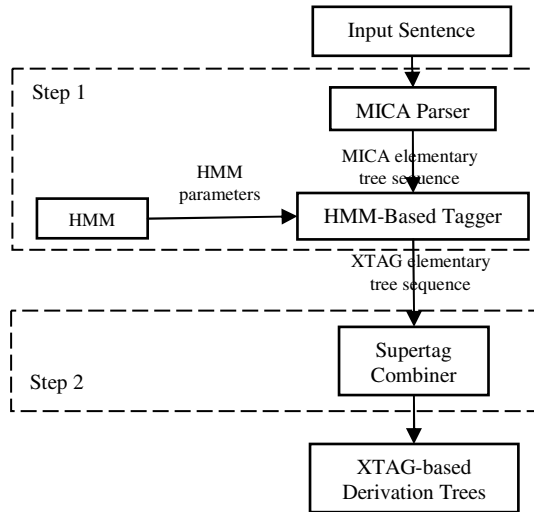 Input Sentence
Step 1
MICA Parser
MICA elementary
tree sequence
HMM
parameters
HMM
HMM-Based Tagger
XTAG elementary
tree sequence
Supertag
Combiner
Step 2
XTAG-based
Derivation Trees